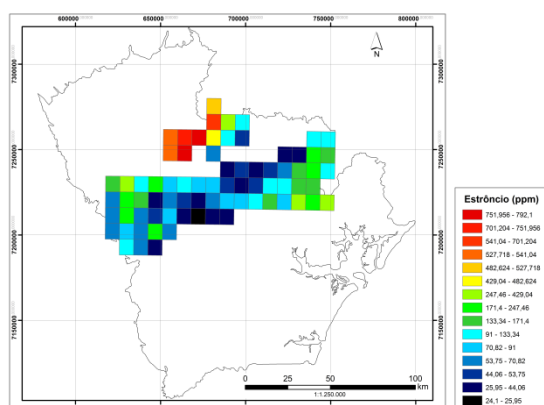 600000 650000 700000 750000 800000
7300000
7250000
7200000
7150000
N
Estrôncio (ppm)
751,956 - 792,1
701,204 - 751,956
541,04 - 701,204
527,718 - 541,04
482,624 - 527,718
429,04 - 482,624
247,46 - 429,04
171,4 - 247,46
133,34 - 171,4
91 - 133,34
70,82 - 91
53,75 - 70,82
44,06 - 53,75
25,95 - 44,06
24,1 - 25,95
0 25 50 75 100
km
1:1.250.000